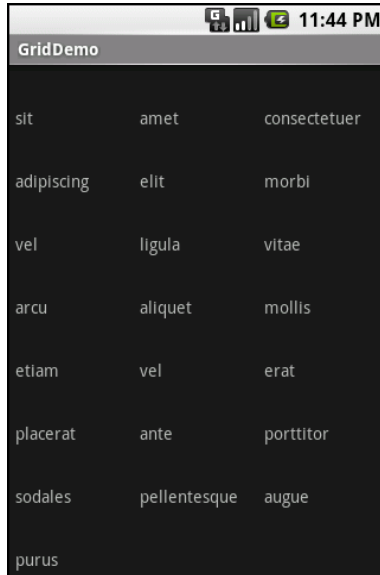 11:44 PM
GridDemo
sit amet consectetuer
adipiscing elit morbi
vel ligula vitae
arcu aliquet mollis
etiam vel erat
placerat ante porttitor
sodales pellentesque augue
purus